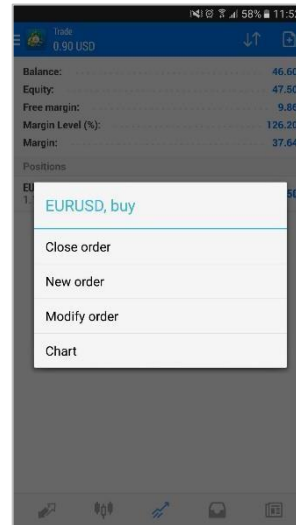 58% 11:52
Trade
0.90 USD
Balance: 46.60
Equity: 47.50
Free margin: 9.86
Margin Level (%): 126.20
Margin: 37.64
Positions
EURUSD, buy
Close order
New order
Modify order
Chart